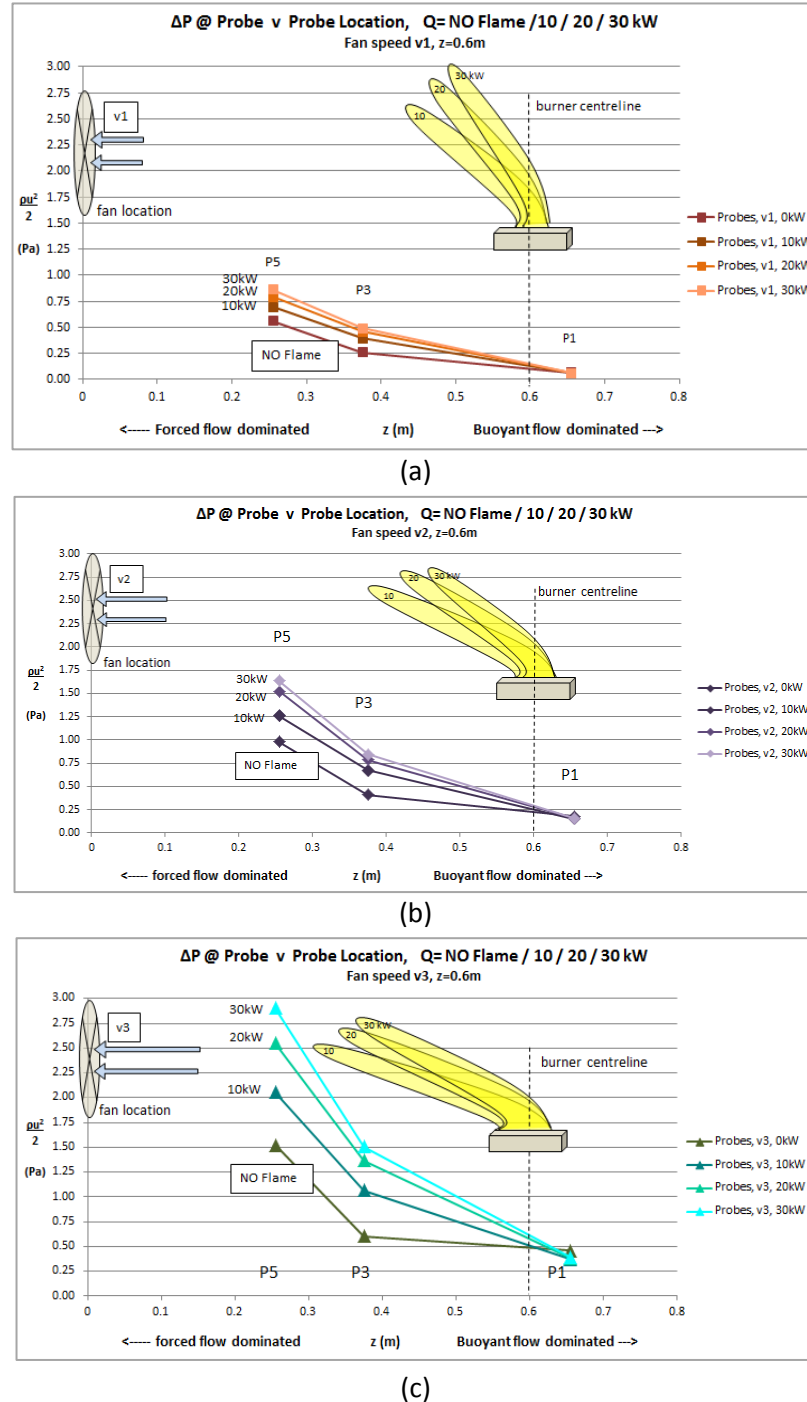 ΔP @ Probe v Probe Location, Q= NO Flame /10 / 20 / 30 kW
Fan speed v1, z=0.6m
3.00
2.75
2.50
2.25
2.00
1.75
1.50
1.25
1.00
0.75
0.50
0.25
0.00
ρu²
2
(Pa)
v1
fan location
30 kW
20
10
burner centreline
P5
P3
P1
30kW
20kW
10kW
NO Flame
Probes, v1, 0kW
Probes, v1, 10kW
Probes, v1, 20kW
Probes, v1, 30kW
0 0.1 0.2 0.3 0.4 0.5 0.6 0.7 0.8
<----- Forced flow dominated z (m) Buoyant flow dominated --->
(a)
ΔP @ Probe v Probe Location, Q= NO Flame / 10 / 20 / 30 kW
Fan speed v2, z=0.6m
3.00
2.75
2.50
2.25
2.00
1.75
1.50
1.25
1.00
0.75
0.50
0.25
0.00
ρu²
2
(Pa)
v2
fan location
30 kW
20
10
burner centreline
P5
P3
P1
30kW
20kW
10kW
NO Flame
Probes, v2, 0kW
Probes, v2, 10kW
Probes, v2, 20kW
Probes, v2, 30kW
0 0.1 0.2 0.3 0.4 0.5 0.6 0.7 0.8
<----- forced flow dominated z (m) Buoyant flow dominated --->
(b)
ΔP @ Probe v Probe Location, Q= NO Flame / 10 / 20 / 30 kW
Fan speed v3, z=0.6m
3.00
2.75
2.50
2.25
2.00
1.75
1.50
1.25
1.00
0.75
0.50
0.25
0.00
ρu²
2
(Pa)
v3
fan location
30 kW
20
10
burner centreline
30kW
20kW
10kW
NO Flame
P5
P3
P1
Probes, v3, 0kW
Probes, v3, 10kW
Probes, v3, 20kW
Probes, v3, 30kW
0 0.1 0.2 0.3 0.4 0.5 0.6 0.7 0.8
<----- forced flow dominated z (m) Buoyant flow dominated --->
(c)